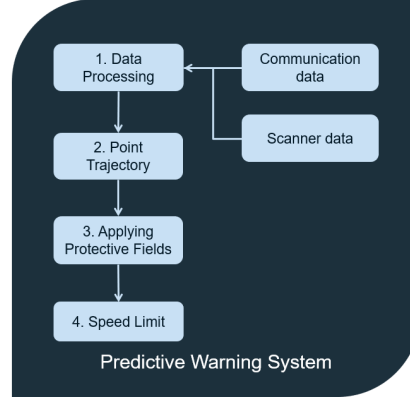 1. Data
Processing
Communication
data
Scanner data
2. Point
Trajectory
3. Applying
Protective Fields
4. Speed Limit
Predictive Warning System